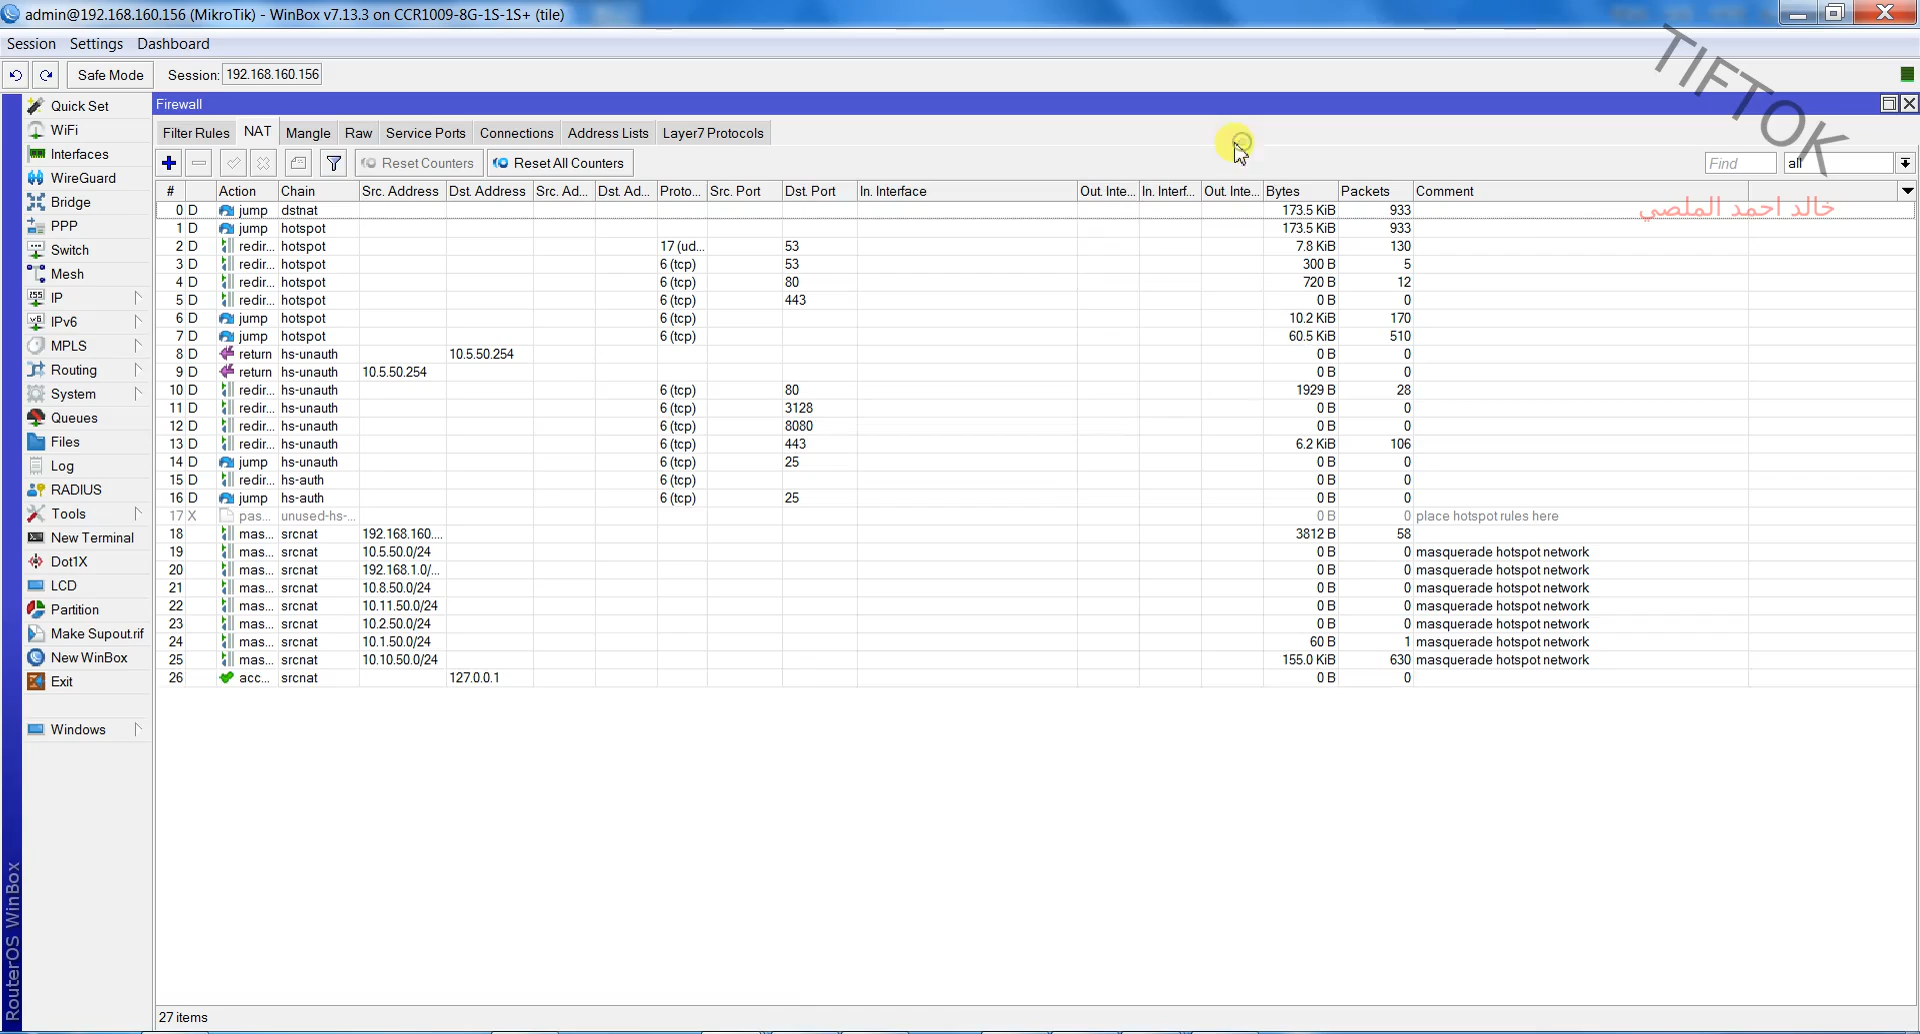 admin@192.168.160.156 (MikroTik) - WinBox v7.13.3 on CCR1009-8G-1S-1S+ (tile)
Session Settings Dashboard
Safe Mode Session: 192.168.160.156
TIFTOK
خالد احمد الملصي
Quick Set
WiFi
Interfaces
WireGuard
Bridge
PPP
Switch
Mesh
IP
IPv6
MPLS
Routing
System
Queues
Files
Log
RADIUS
Tools
New Terminal
Dot1X
LCD
Partition
Make Supout.rif
New WinBox
Exit
Windows
RouterOS WinBox
Firewall
Filter Rules NAT Mangle Raw Service Ports Connections Address Lists Layer7 Protocols
Reset Counters Reset All Counters Find all
# Action Chain Src. Address Dst. Address Src. Ad... Dst. Ad... Proto... Src. Port Dst. Port In. Interface Out. Inte... In. Interf... Out. Inte... Bytes Packets Comment
0 D jump dstnat 173.5 KiB 933
1 D jump hotspot 173.5 KiB 933
2 D redir... hotspot 17 (ud... 53 7.8 KiB 130
3 D redir... hotspot 6 (tcp) 53 300 B 5
4 D redir... hotspot 6 (tcp) 80 720 B 12
5 D redir... hotspot 6 (tcp) 443 0 B 0
6 D jump hotspot 6 (tcp) 10.2 KiB 170
7 D jump hotspot 6 (tcp) 60.5 KiB 510
8 D return hs-unauth 10.5.50.254 0 B 0
9 D return hs-unauth 10.5.50.254 0 B 0
10 D redir... hs-unauth 6 (tcp) 80 1929 B 28
11 D redir... hs-unauth 6 (tcp) 3128 0 B 0
12 D redir... hs-unauth 6 (tcp) 8080 0 B 0
13 D redir... hs-unauth 6 (tcp) 443 6.2 KiB 106
14 D jump hs-unauth 6 (tcp) 25 0 B 0
15 D redir... hs-auth 6 (tcp) 0 B 0
16 D jump hs-auth 6 (tcp) 25 0 B 0
17 X pas... unused-hs-... 0 B 0 place hotspot rules here
18 mas... srcnat 192.168.160.... 3812 B 58
19 mas... srcnat 10.5.50.0/24 0 B 0 masquerade hotspot network
20 mas... srcnat 192.168.1.0/... 0 B 0 masquerade hotspot network
21 mas... srcnat 10.8.50.0/24 0 B 0 masquerade hotspot network
22 mas... srcnat 10.11.50.0/24 0 B 0 masquerade hotspot network
23 mas... srcnat 10.2.50.0/24 0 B 0 masquerade hotspot network
24 mas... srcnat 10.1.50.0/24 60 B 1 masquerade hotspot network
25 mas... srcnat 10.10.50.0/24 155.0 KiB 630 masquerade hotspot network
26 acc... srcnat 127.0.0.1 0 B 0
27 items